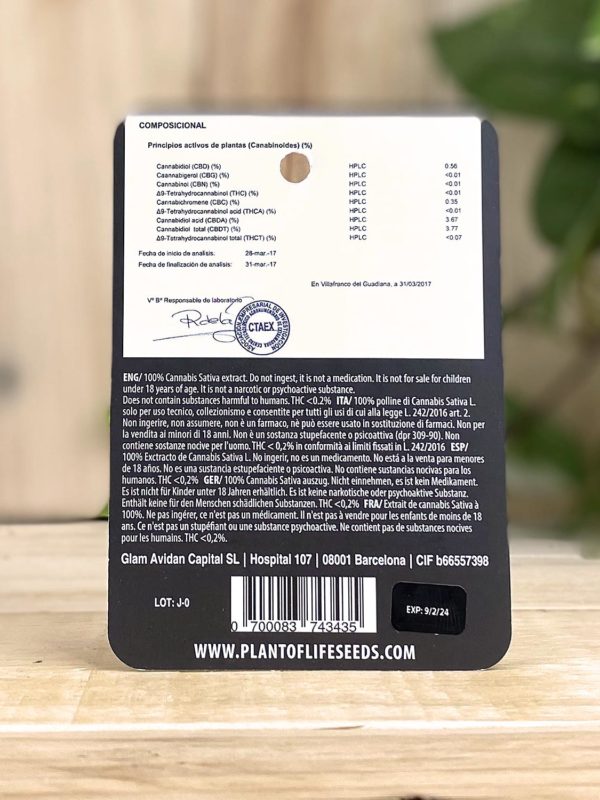 COMPOSICIONAL
Principios activos de plantas (Canabinoides) (%)
Cannabidiol (CBD) (%) HPLC 0.56
Caannabigerol (CBG) (%) HPLC <0.01
Cannabinol (CBN) (%) HPLC <0.01
Δ9-Tetrahydrocannabinol (THC) (%) HPLC <0.01
Cannabichromene (CBC) (%) HPLC 0.35
Δ9-Tetrahydrocannabinol acid (THCA) (%) HPLC <0.01
Cannabidiol acid (CBDA) (%) HPLC 3.67
Cannabidiol total (CBDT) (%) HPLC 3.77
Δ9-Tatrahydrocannabinol total (THCT) (%) HPLC <0.07
Fecha de inicio de analisis: 28-mar.-17
Fecha de finalización de analisis: 31-mar.-17
En Villafranco del Guadiana, a 31/03/2017
Vº Bº Responsable de laboratorio
CTAEX
ENG/ 100% Cannabis Sativa extract. Do not ingest, it is not a medication. It is not for sale for children
under 18 years of age. It is not a narcotic or psychoactive substance.
Does not contain substances harmful to humans. THC <0.2% ITA/ 100% polline di Cannabis Sativa L.
solo per uso tecnico, collezionismo e consentite per tutti gli usi di cui alla legge L. 242/2016 art. 2.
Non ingerire, non assumere, non è un farmaco, nè può essere usato in sostituzione di farmaci. Non per
la vendita ai minori di 18 anni. Non è un sostanza stupefacente o psicoattiva (dpr 309-90). Non
contiene sostanze nocive per l'uomo. THC < 0,2% in conformità ai limiti fissati in L. 242/2016 ESP/
100% Exctracto de Cannabis Sativa L. No ingerir, no es un medicamento. No está a la venta para menores
de 18 años. No es una sustancia estupefaciente o psicoactiva. No contiene sustancias nocivas para los
humanos. THC <0,2% GER/ 100% Cannabis Sativa auszug. Nicht einnehmen, es ist kein Medikament.
Es ist nicht für Kinder unter 18 Jahren erhältlich. Es ist keine narkotische oder psychoaktive Substanz.
Enthält keine für den Menschen schädlichen Substanzen. THC <0,2% FRA/ Extrait de cannabis Sativa à
100%. Ne pas ingérer, ce n'est pas un médicament. Il n'est pas à vendre pour les enfants de moins de 18
ans. Ce n'est pas un stupéfiant ou une substance psychoactive. Ne contient pas de substances nocives
pour les humains. THC <0,2%.
Glam Avidan Capital SL | Hospital 107 | 08001 Barcelona | CIF b66557398
LOT: J-0
0 700083 743435
EXP: 9/2/24
WWW.PLANTOFLIFESEEDS.COM